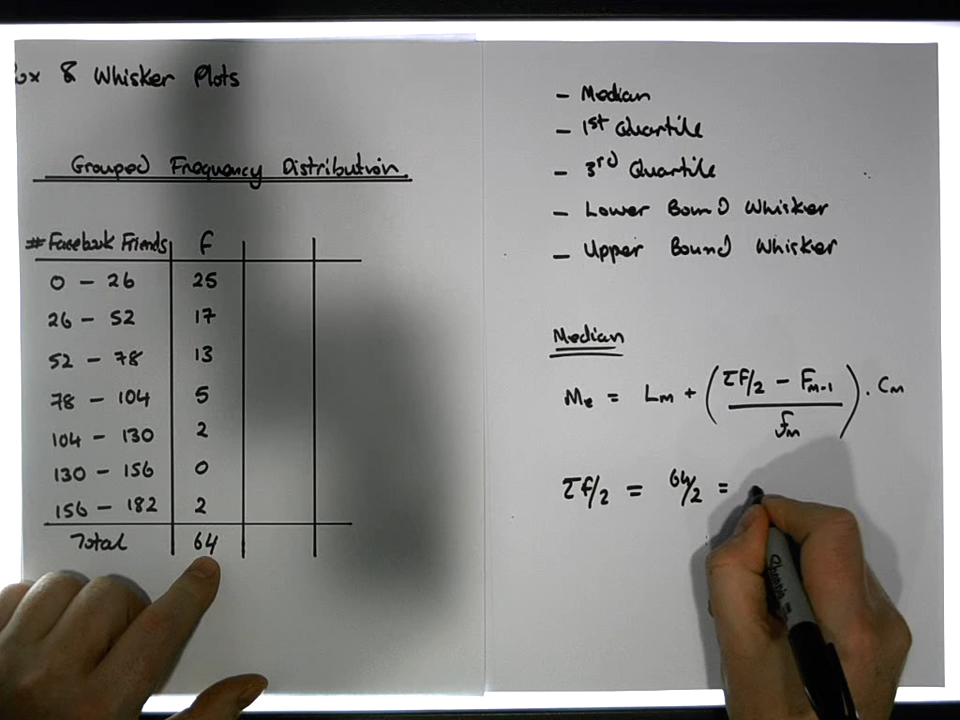 ox & Whisker Plots
Grouped Frequency Distribution
# Facebook Friends f
0 – 26 25
26 – 52 17
52 – 78 13
78 – 104 5
104 – 130 2
130 – 156 0
156 – 182 2
Total 64
– Median
– 1st Quartile
– 3rd Quartile
– Lower Bound Whisker
– Upper Bound Whisker
Median
Me = Lm + (Σf/2 – Fm-1 / fm) . Cm
Σf/2 = 64/2 =
Sharpie